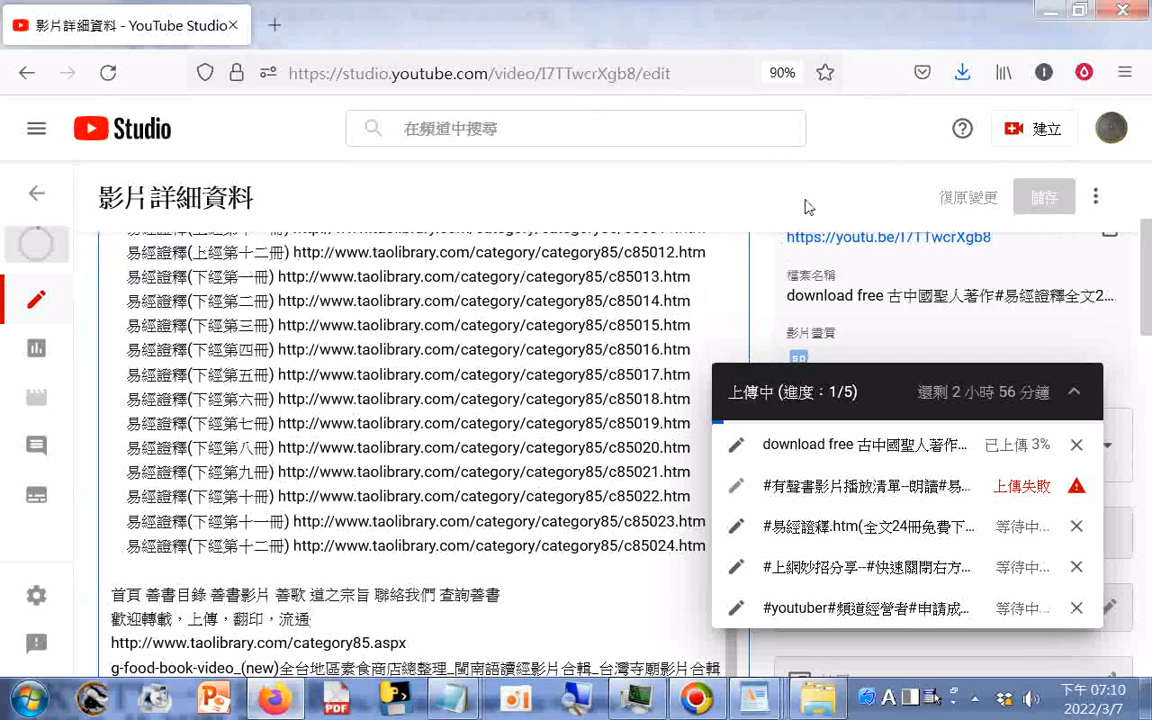 影片詳細資料 - YouTube Studio
https://studio.youtube.com/video/I7TTwcrXgb8/edit
90%
Studio
在頻道中搜尋
建立
影片詳細資料
復原變更
儲存
易經證釋(上經第十二冊) http://www.taolibrary.com/category/category85/c85012.htm
易經證釋(下經第一冊) http://www.taolibrary.com/category/category85/c85013.htm
易經證釋(下經第二冊) http://www.taolibrary.com/category/category85/c85014.htm
易經證釋(下經第三冊) http://www.taolibrary.com/category/category85/c85015.htm
易經證釋(下經第四冊) http://www.taolibrary.com/category/category85/c85016.htm
易經證釋(下經第五冊) http://www.taolibrary.com/category/category85/c85017.htm
易經證釋(下經第六冊) http://www.taolibrary.com/category/category85/c85018.htm
易經證釋(下經第七冊) http://www.taolibrary.com/category/category85/c85019.htm
易經證釋(下經第八冊) http://www.taolibrary.com/category/category85/c85020.htm
易經證釋(下經第九冊) http://www.taolibrary.com/category/category85/c85021.htm
易經證釋(下經第十冊) http://www.taolibrary.com/category/category85/c85022.htm
易經證釋(下經第十一冊) http://www.taolibrary.com/category/category85/c85023.htm
易經證釋(下經第十二冊) http://www.taolibrary.com/category/category85/c85024.htm
首頁 善書目錄 善書影片 善歌 道之宗旨 聯絡我們 查詢善書
歡迎轉載，上傳，翻印，流通
http://www.taolibrary.com/category85.aspx
g-food-book-video_(new)全台地區素食商店總整理_閩南語讀經影片合輯_台灣寺廟影片合輯
https://youtu.be/I7TTwcrXgb8
檔案名稱
download free 古中國聖人著作#易經證釋全文2...
影片畫質
SD
上傳中 (進度：1/5)
還剩 2 小時 56 分鐘
download free 古中國聖人著作... 已上傳 3%
#有聲書影片播放清單--朗讀#易... 上傳失敗
#易經證釋.htm(全文24冊免費下... 等待中...
#上網妙招分享--#快速關閉右方... 等待中...
#youtuber#頻道經營者#申請成... 等待中...
下午 07:10
2022/3/7